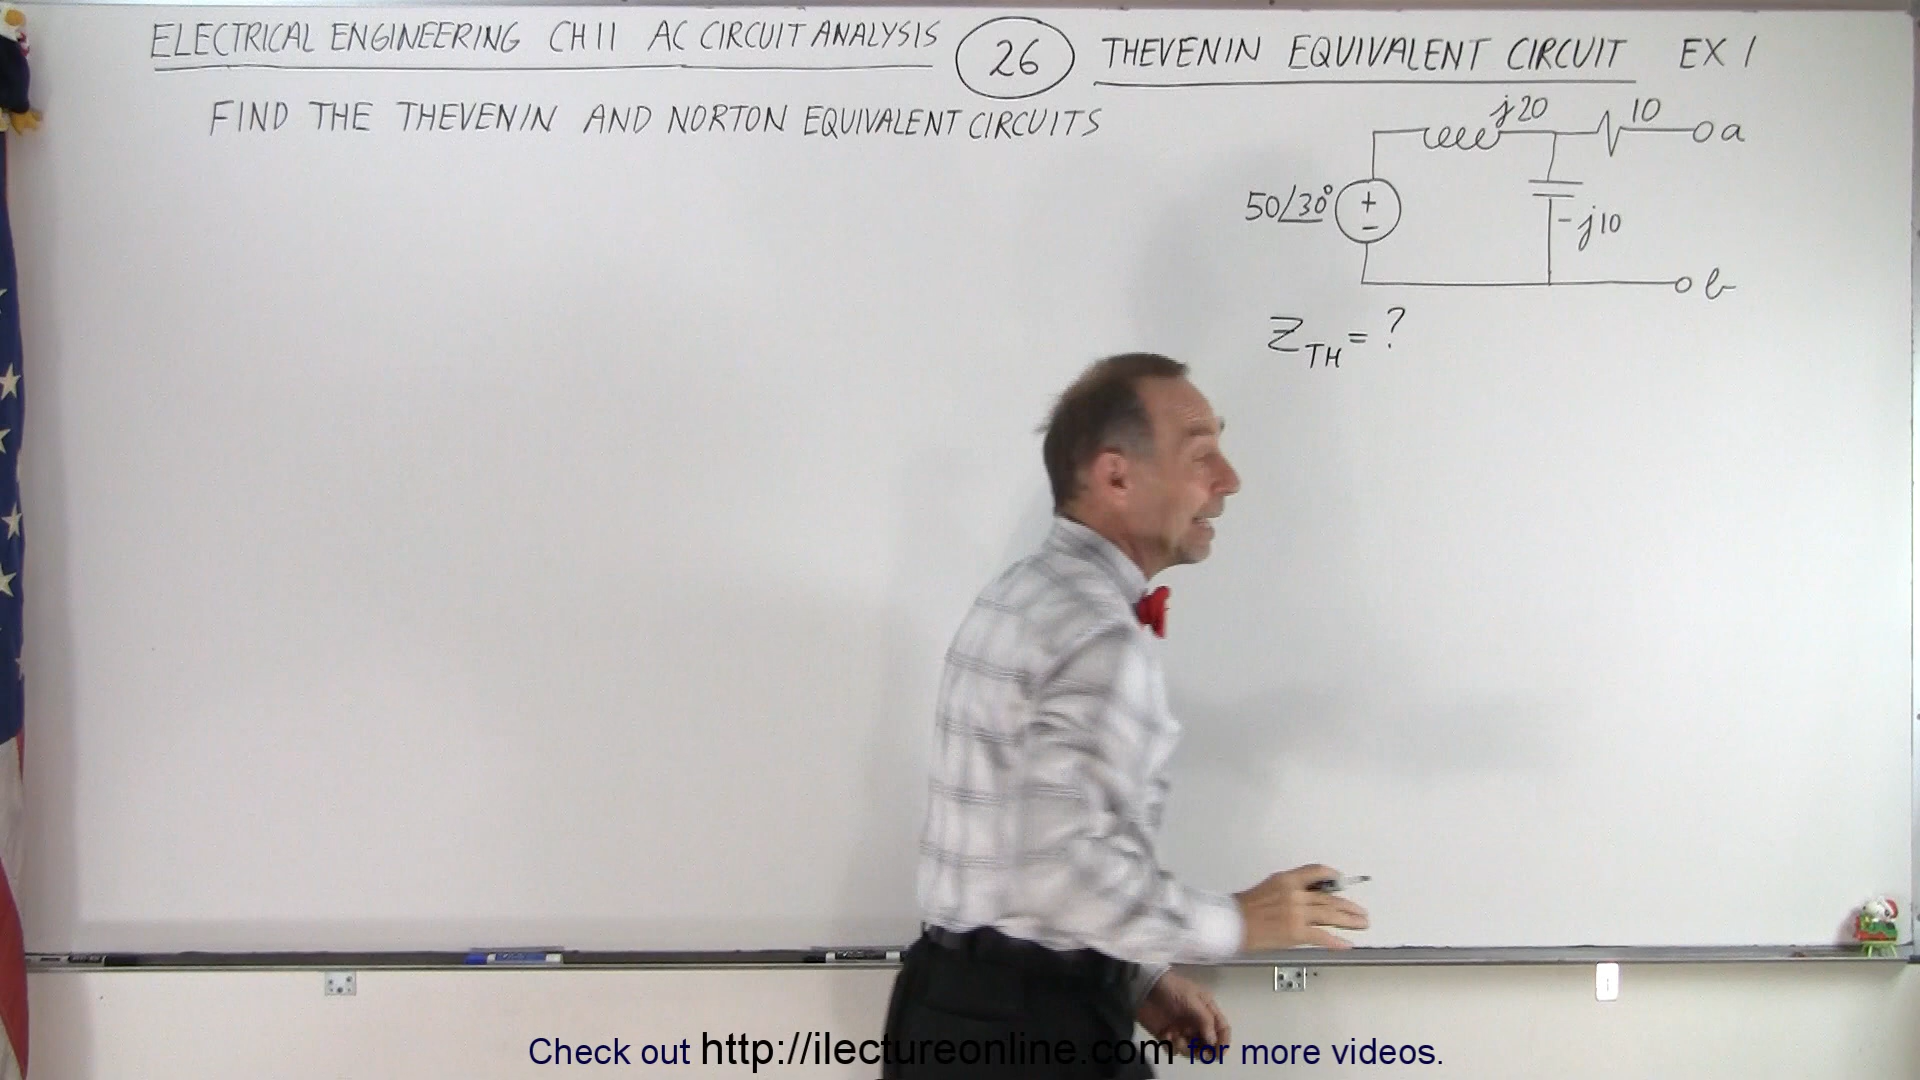 ELECTRICAL ENGINEERING CH 11 AC CIRCUIT ANALYSIS 26 THEVENIN EQUIVALENT CIRCUIT EX 1
FIND THE THEVENIN AND NORTON EQUIVALENT CIRCUITS
j20 10 a
50/30° + -
-j10
b
Z_TH = ?
Check out http://ilectureonline.com for more videos.